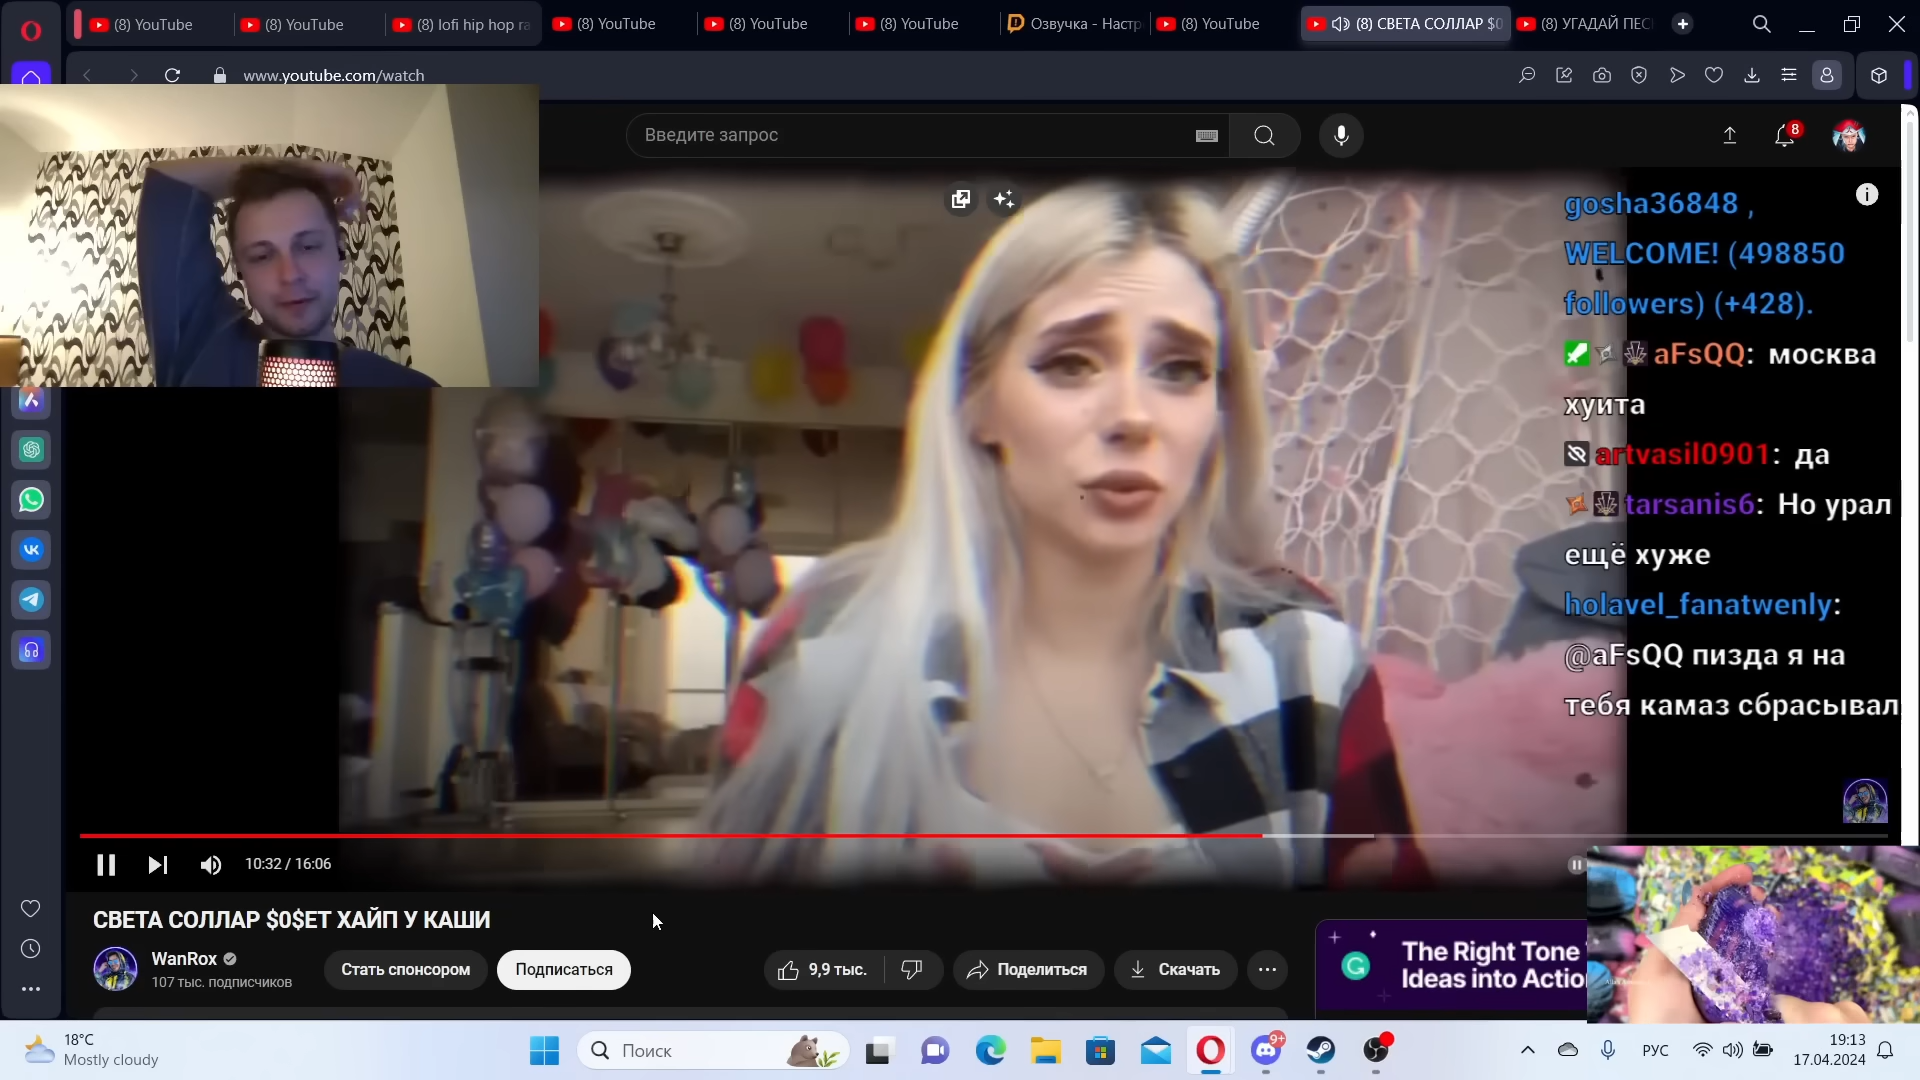 (8) YouTube
(8) YouTube
(8) lofi hip hop ra
(8) YouTube
(8) YouTube
(8) YouTube
Озвучка - Настр
(8) YouTube
(8) СВЕТА СОЛЛАР $0
(8) УГАДАЙ ПЕС
www.youtube.com/watch
Введите запрос
8
gosha36848 ,
WELCOME! (498850
followers) (+428).
aFsQQ: москва
хуита
artvasil0901: да
tarsanis6: Но урал
ещё хуже
holavel_fanatwenly:
@aFsQQ пизда я на
тебя камаз сбрасывал
10:32 / 16:06
СВЕТА СОЛЛАР $0$ЕТ ХАЙП У КАШИ
WanRox
107 тыс. подписчиков
Стать спонсором
Подписаться
9,9 тыс.
Поделиться
Скачать
The Right Tone
Ideas into Actio
18°C
Mostly cloudy
Поиск
9+
РУС
19:13
17.04.2024